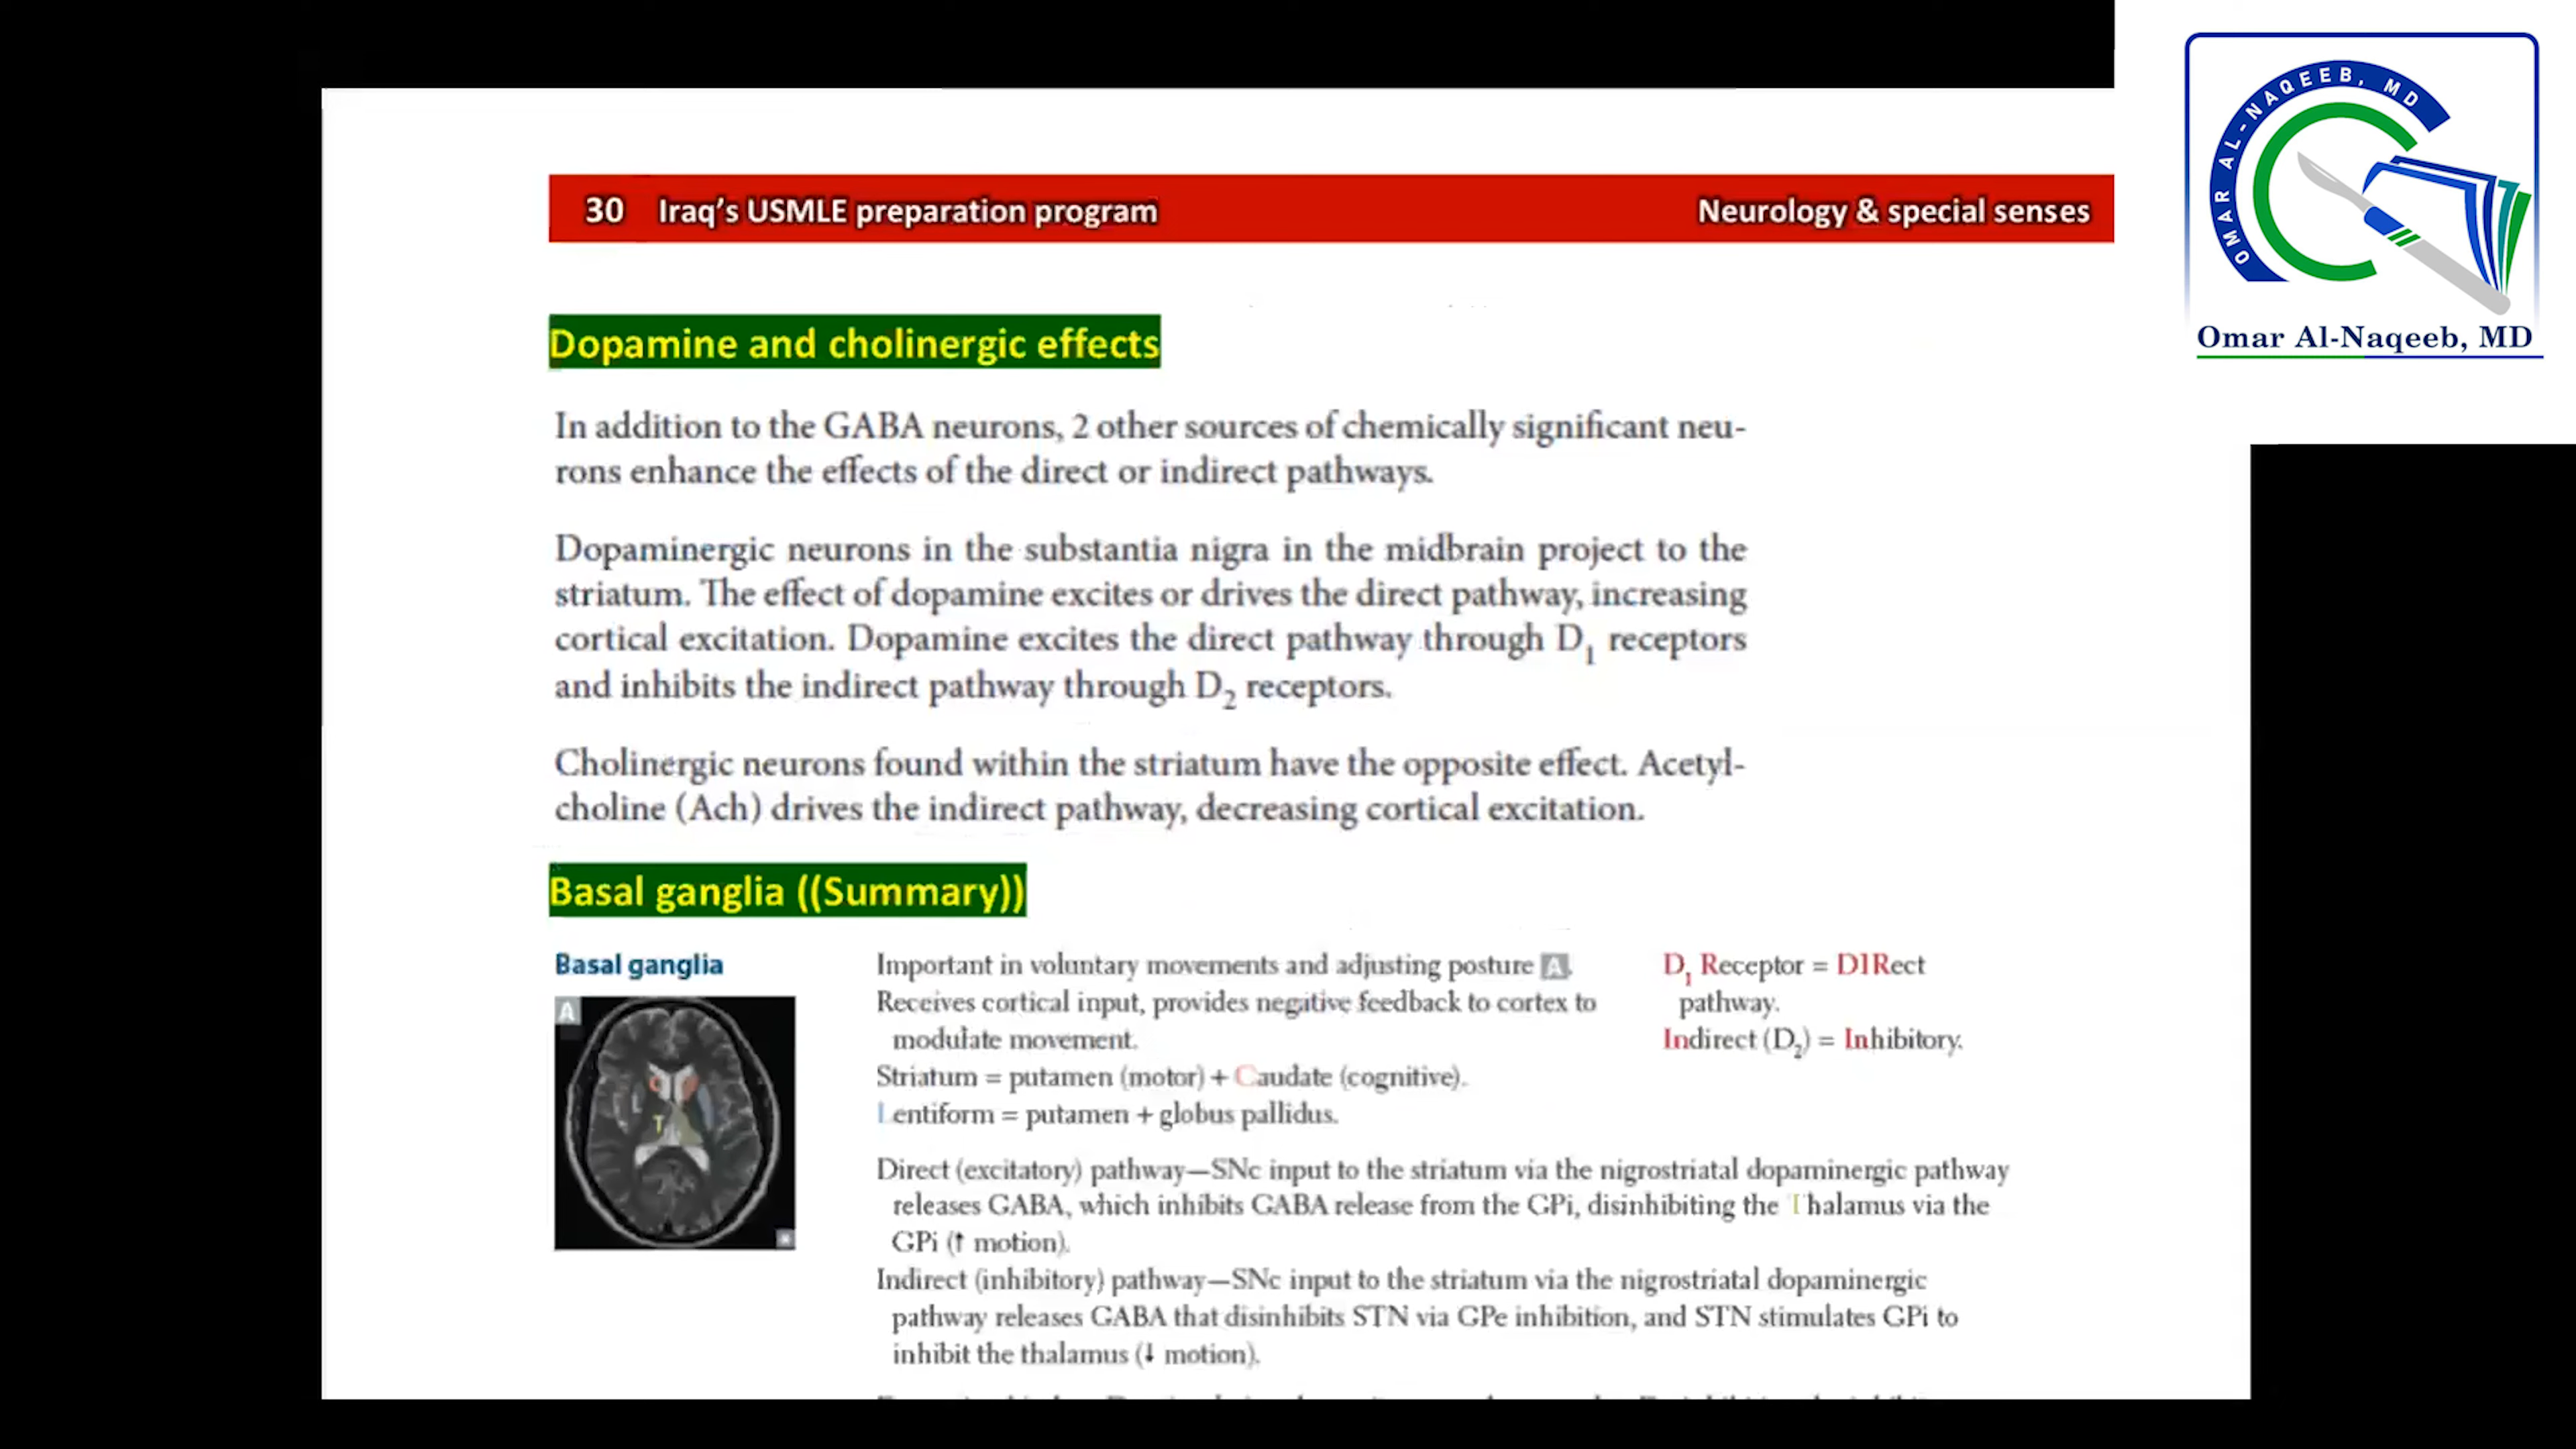 OMAR AL-NAQEEB, MD
Omar Al-Naqeeb, MD
30 Iraq's USMLE preparation program Neurology & special senses
Dopamine and cholinergic effects
In addition to the GABA neurons, 2 other sources of chemically significant neu-
rons enhance the effects of the direct or indirect pathways.
Dopaminergic neurons in the substantia nigra in the midbrain project to the
striatum. The effect of dopamine excites or drives the direct pathway, increasing
cortical excitation. Dopamine excites the direct pathway through D₁ receptors
and inhibits the indirect pathway through D₂ receptors.
Cholinergic neurons found within the striatum have the opposite effect. Acetyl-
choline (Ach) drives the indirect pathway, decreasing cortical excitation.
Basal ganglia ((Summary))
Basal ganglia
A
L
T
Important in voluntary movements and adjusting posture A.
Receives cortical input, provides negitive feedback to cortex to
modulate movement.
Striatum = putamen (motor) + Caudate (cognitive).
Lentiform = putamen + globus pallidus.
D₁ Receptor = D1Rect
pathway.
Indirect (D₂) = Inhibitory.
Direct (excitatory) pathway—SNc input to the striatum via the nigrostriatal dopaminergic pathway
releases GABA, which inhibits GABA release from the GPi, disinhibiting the Thalamus via the
GPi (↑ motion).
Indirect (inhibitory) pathway—SNc input to the striatum via the nigrostriatal dopaminergic
pathway releases GABA that disinhibits STN via GPe inhibition, and STN stimulates GPi to
inhibit the thalamus (↓ motion).